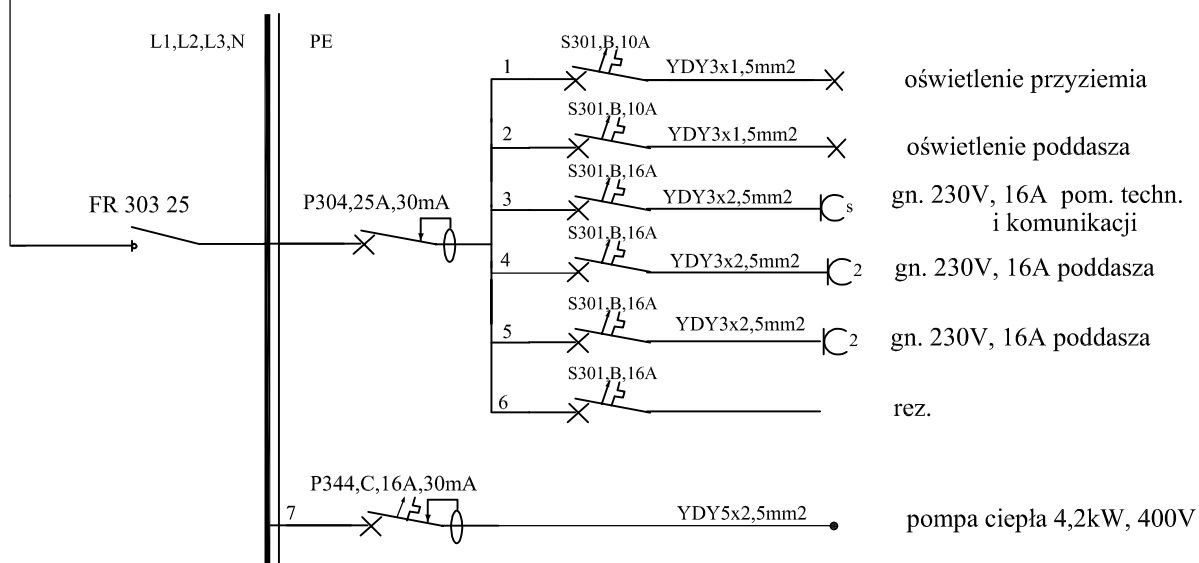 L1,L2,L3,N
PE
FR 303 25
P304,25A,30mA
1
S301,B,10A
YDY3x1,5mm2
oświetlenie przyziemia
2
S301,B,10A
YDY3x1,5mm2
oświetlenie poddasza
3
S301,B,16A
YDY3x2,5mm2
s
gn. 230V, 16A pom. techn.
i komunikacji
4
S301,B,16A
YDY3x2,5mm2
2
gn. 230V, 16A poddasza
5
S301,B,16A
YDY3x2,5mm2
2
gn. 230V, 16A poddasza
6
S301,B,16A
rez.
7
P344,C,16A,30mA
YDY5x2,5mm2
pompa ciepła 4,2kW, 400V